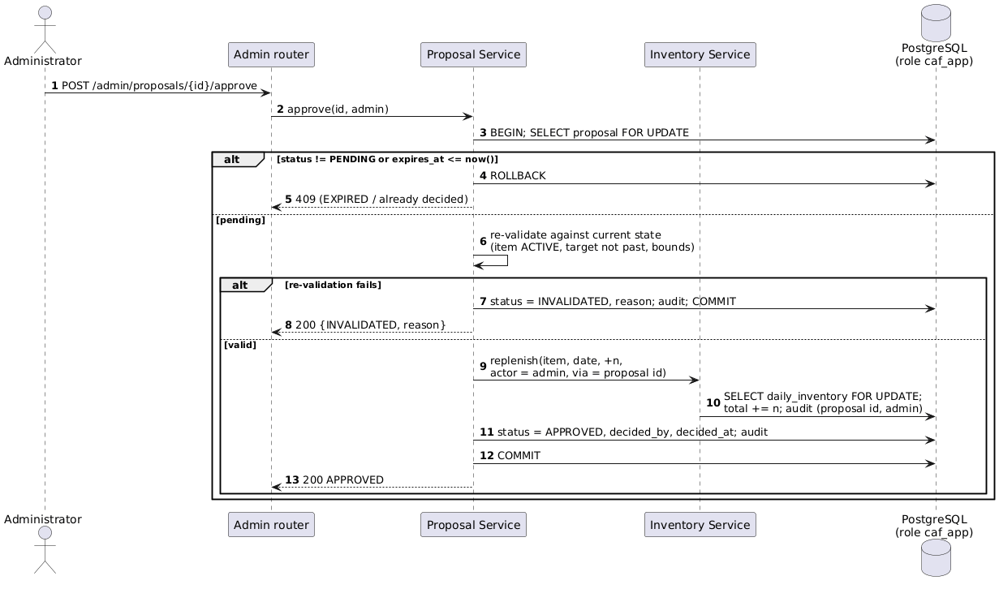 Administrator
Admin router
Proposal Service
Inventory Service
PostgreSQL
(role caf_app)
1 POST /admin/proposals/{id}/approve
2 approve(id, admin)
3 BEGIN; SELECT proposal FOR UPDATE
alt [status != PENDING or expires_at <= now()]
4 ROLLBACK
5 409 (EXPIRED / already decided)
[pending]
6 re-validate against current state
(item ACTIVE, target not past, bounds)
alt [re-validation fails]
7 status = INVALIDATED, reason; audit; COMMIT
8 200 {INVALIDATED, reason}
[valid]
9 replenish(item, date, +n,
actor = admin, via = proposal id)
10 SELECT daily_inventory FOR UPDATE;
total += n; audit (proposal id, admin)
11 status = APPROVED, decided_by, decided_at; audit
12 COMMIT
13 200 APPROVED
Administrator
Admin router
Proposal Service
Inventory Service
PostgreSQL
(role caf_app)